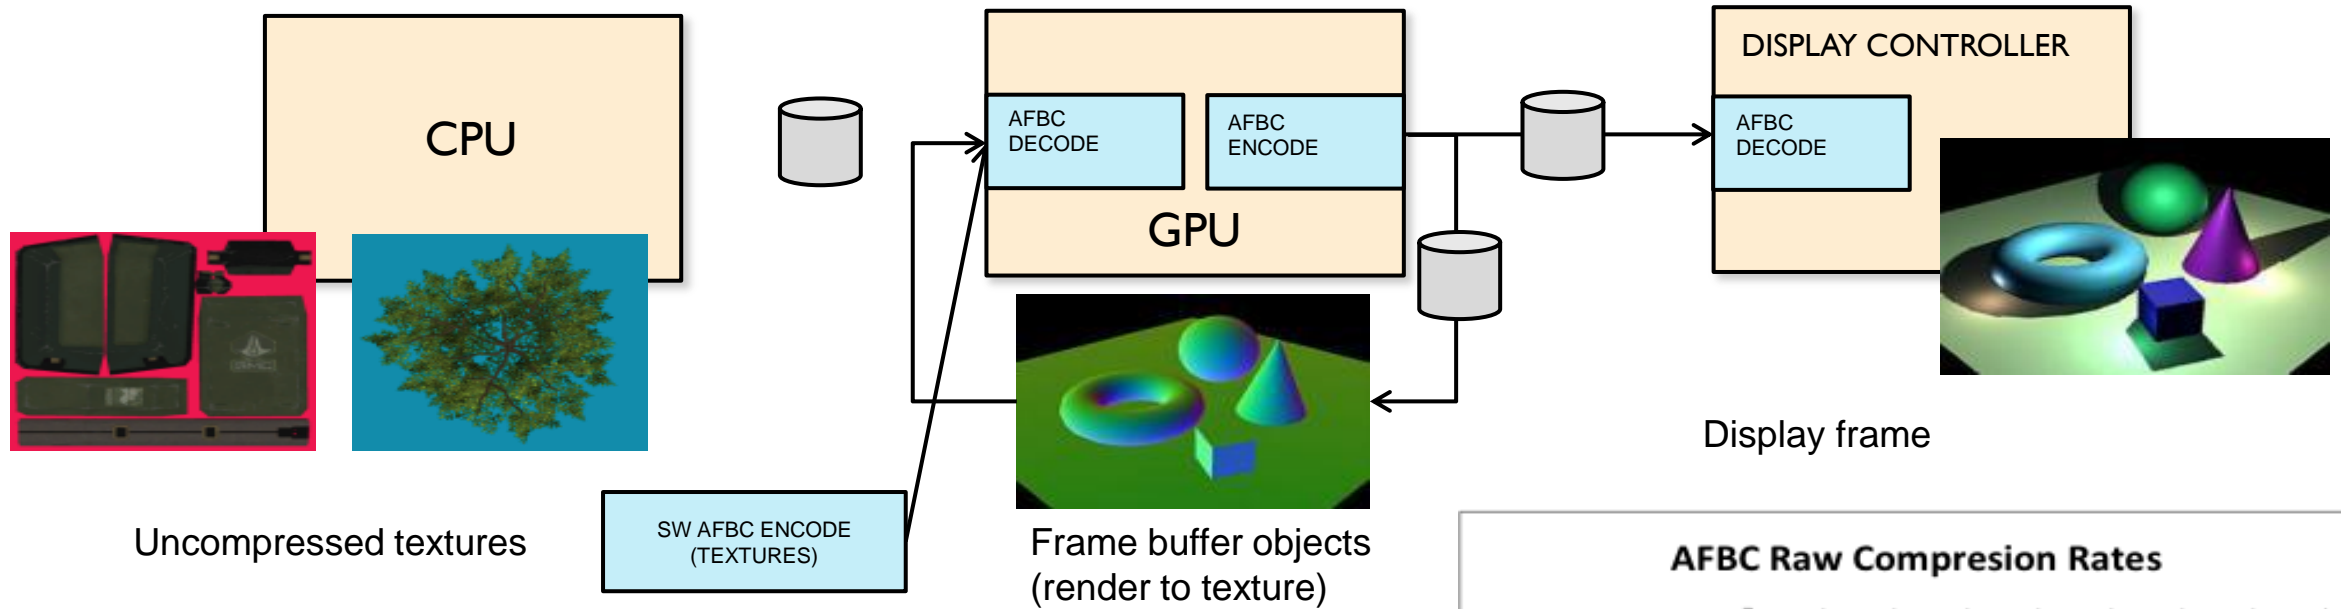 CPU
AFBC
DECODE
AFBC
ENCODE
GPU
DISPLAY CONTROLLER
AFBC
DECODE
Uncompressed textures
SW AFBC ENCODE
(TEXTURES)
Frame buffer objects
(render to texture)
Display frame
AFBC Raw Compresion Rates